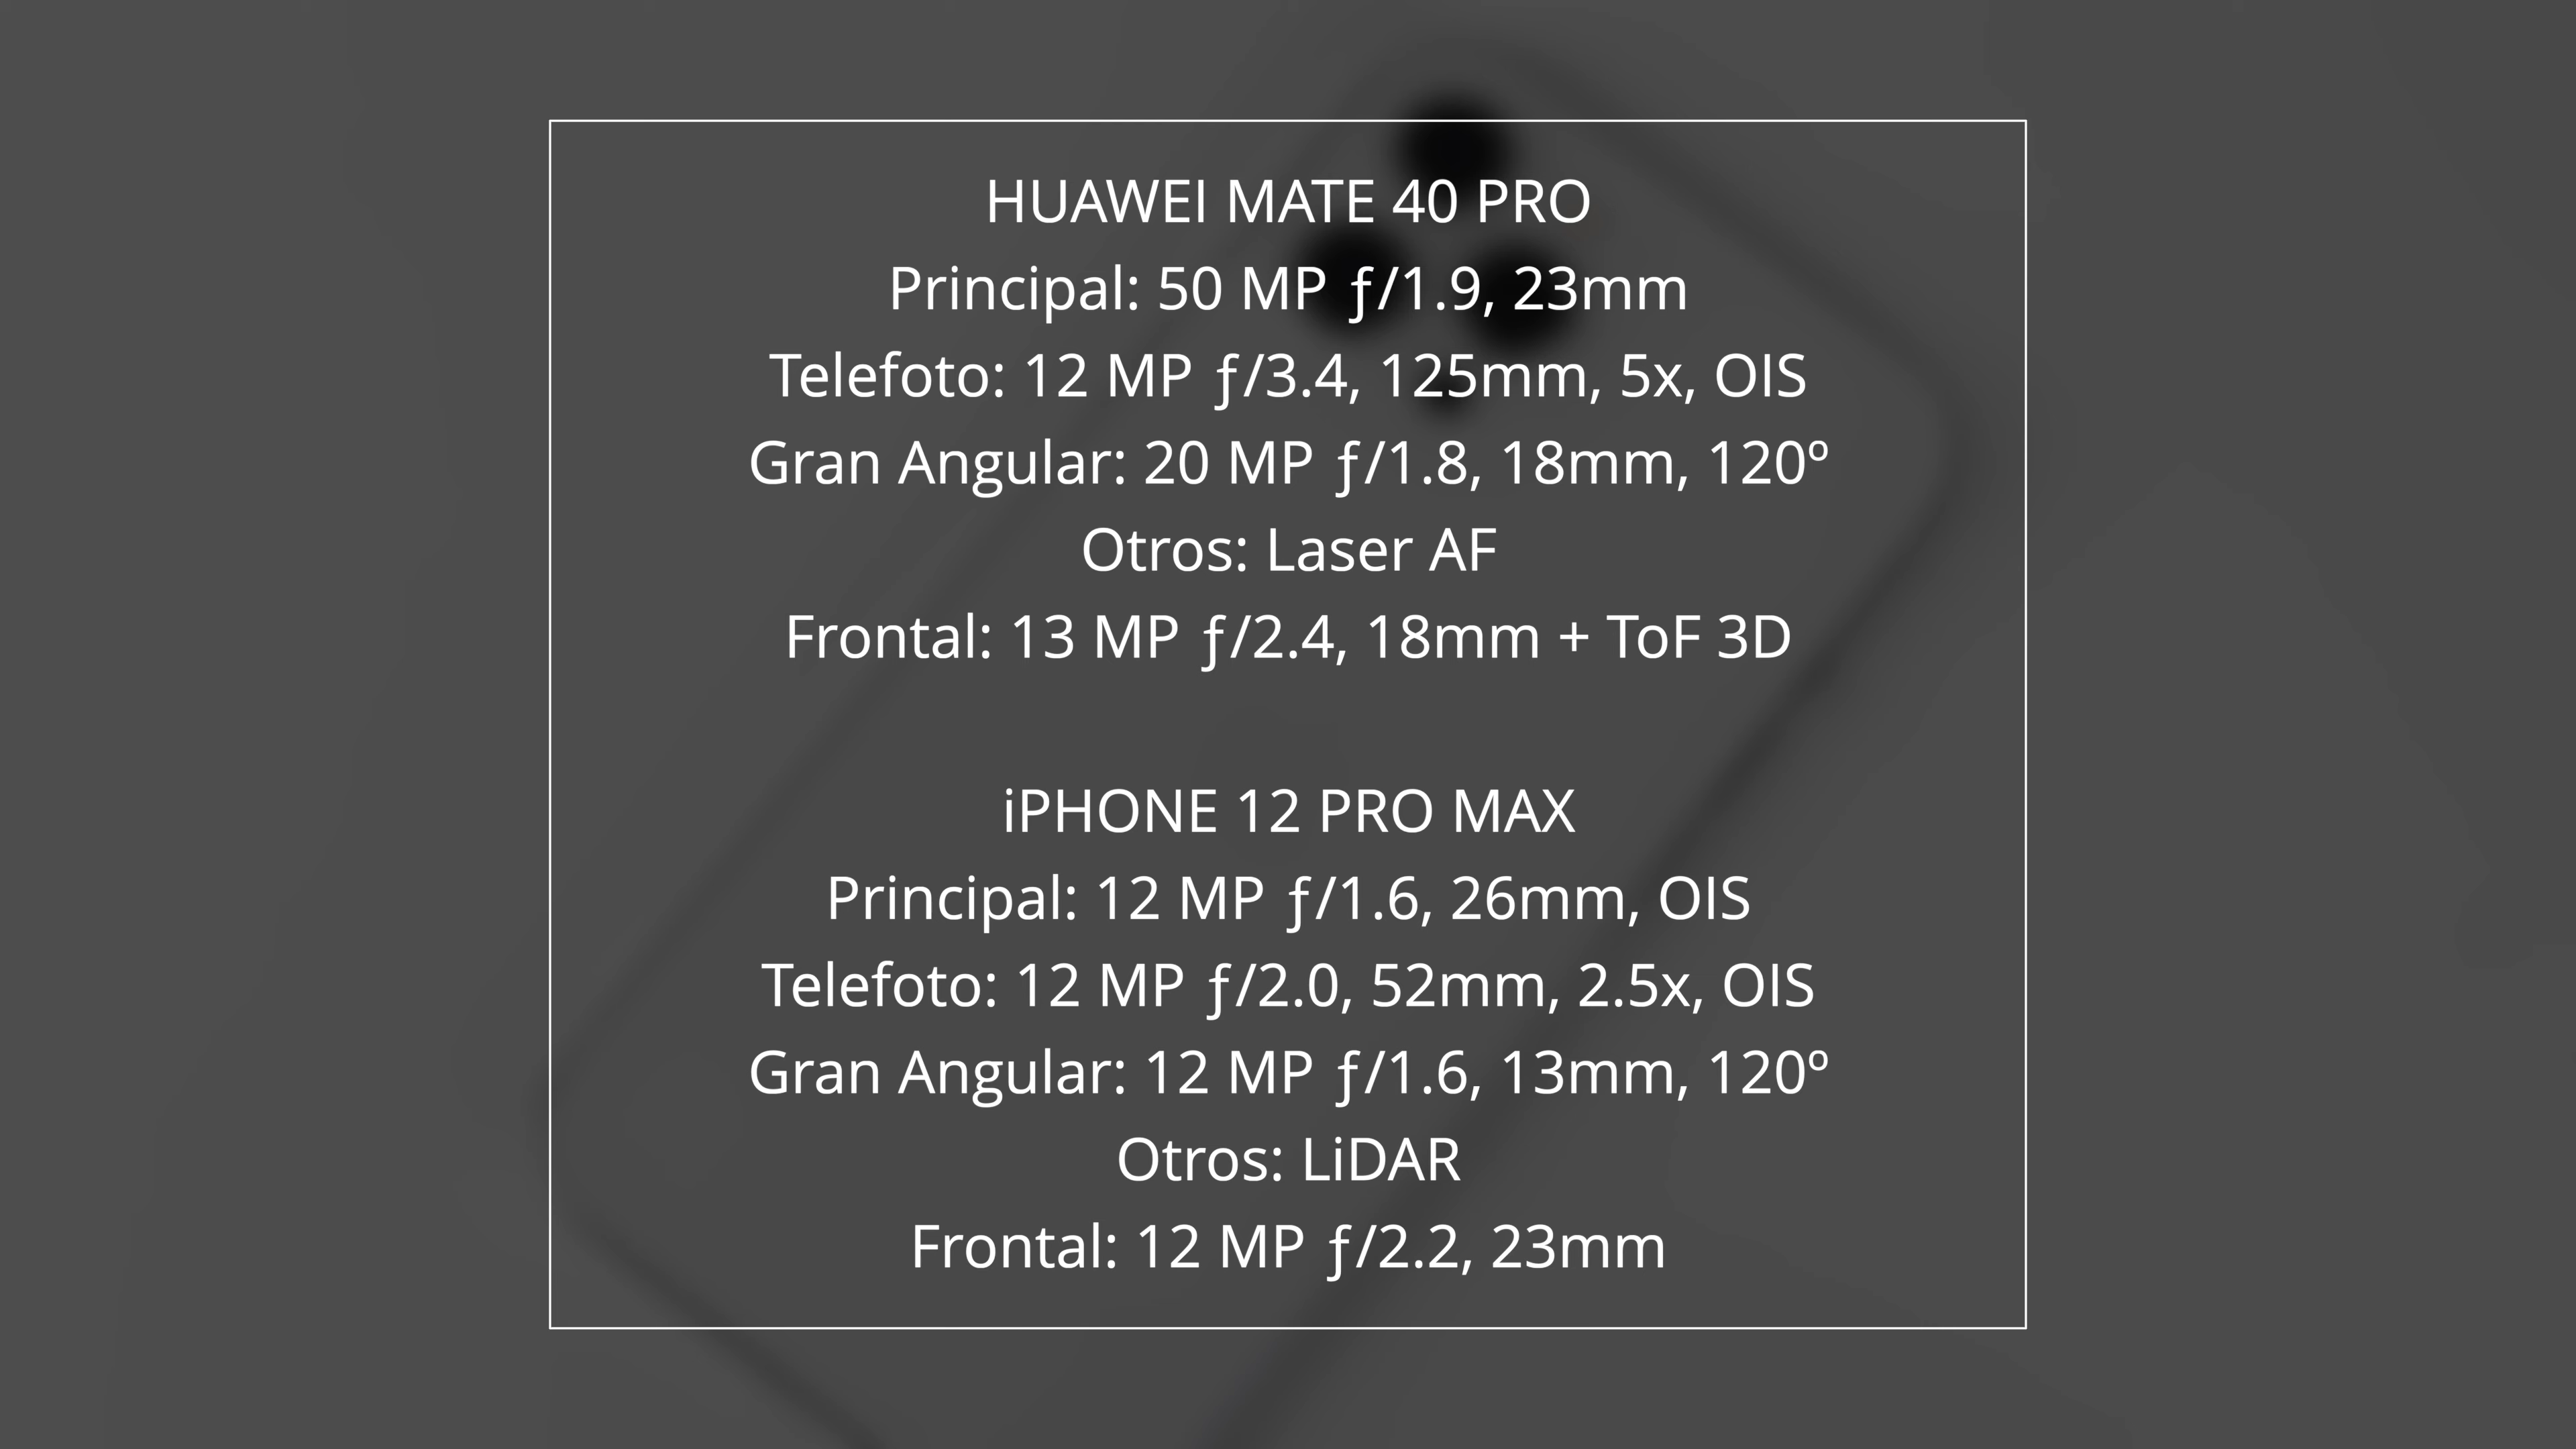 HUAWEI MATE 40 PRO
Principal: 50 MP ƒ/1.9, 23mm
Telefoto: 12 MP ƒ/3.4, 125mm, 5x, OIS
Gran Angular: 20 MP ƒ/1.8, 18mm, 120º
Otros: Laser AF
Frontal: 13 MP ƒ/2.4, 18mm + ToF 3D
iPHONE 12 PRO MAX
Principal: 12 MP ƒ/1.6, 26mm, OIS
Telefoto: 12 MP ƒ/2.0, 52mm, 2.5x, OIS
Gran Angular: 12 MP ƒ/1.6, 13mm, 120º
Otros: LiDAR
Frontal: 12 MP ƒ/2.2, 23mm